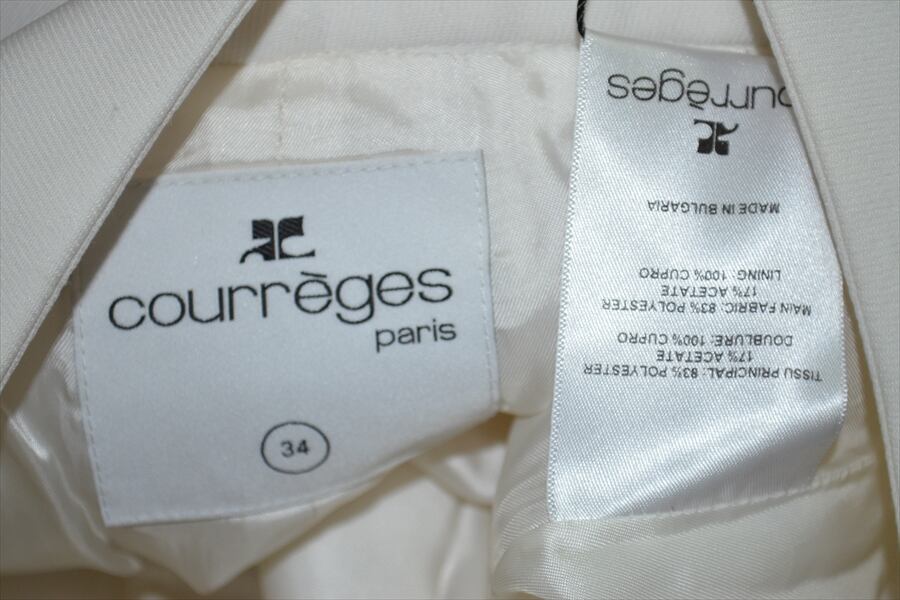 courrèges
paris
34
courrèges
MADE IN BULGARIA
LINING: 100% CUPRO
17% ACETATE
MAIN FABRIC: 83% POLYESTER
DOUBLURE: 100% CUPRO
17% ACETATE
TISSU PRINCIPAL: 83% POLYESTER